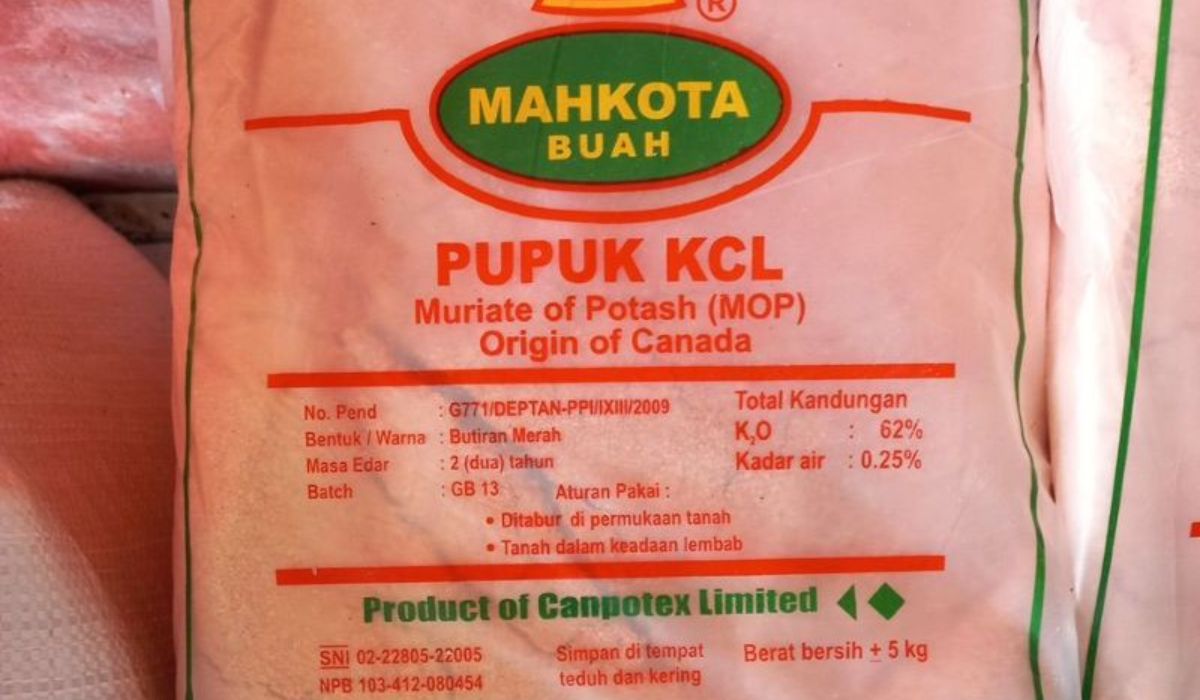 ®
MAHKOTA
BUAH
PUPUK KCL
Muriate of Potash (MOP)
Origin of Canada
No. Pend : G771/DEPTAN-PPI/IXIII/2009
Bentuk / Warna : Butiran Merah
Masa Edar : 2 (dua) tahun
Batch : GB 13
Total Kandungan
K₂O : 62%
Kadar air : 0.25%
Aturan Pakai :
• Ditabur di permukaan tanah
• Tanah dalam keadaan lembab
Product of Canpotex Limited
SNI 02-22805-22005
NPB 103-412-080454
Simpan di tempat
teduh dan kering
Berat bersih ± 5 kg